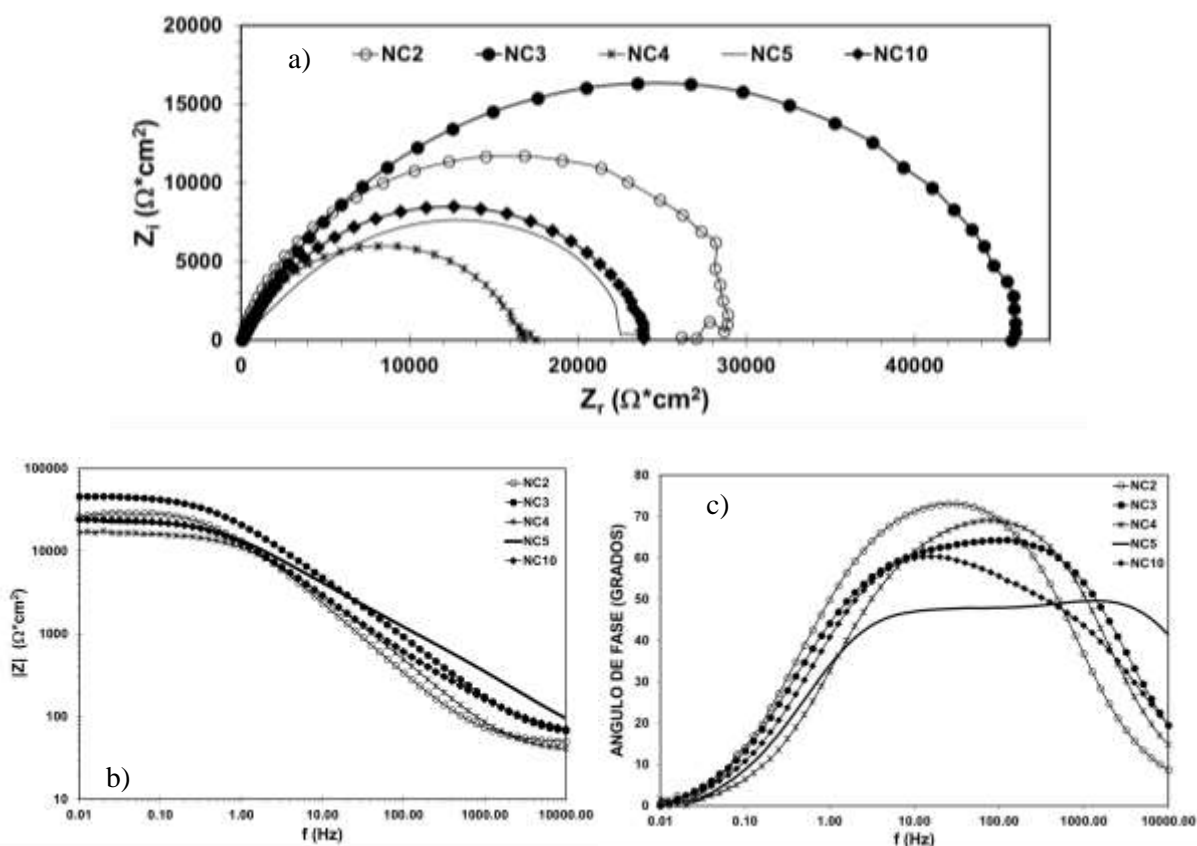 a)
NC2 NC3 NC4 NC5 NC10
20000
15000
10000
5000
0
Zi (Ω*cm²)
0 10000 20000 30000 40000
Zr (Ω*cm²)
b)
NC2
NC3
NC4
NC5
NC10
100000
10000
1000
100
10
|Z| (Ω*cm²)
0.01 0.10 1.00 10.00 100.00 1000.00 10000.00
f (Hz)
c)
NC2
NC3
NC4
NC5
NC10
80
70
60
50
40
30
20
10
0
ANGULO DE FASE (GRADOS)
0.01 0.10 1.00 10.00 100.00 1000.00 10000.00
f (Hz)